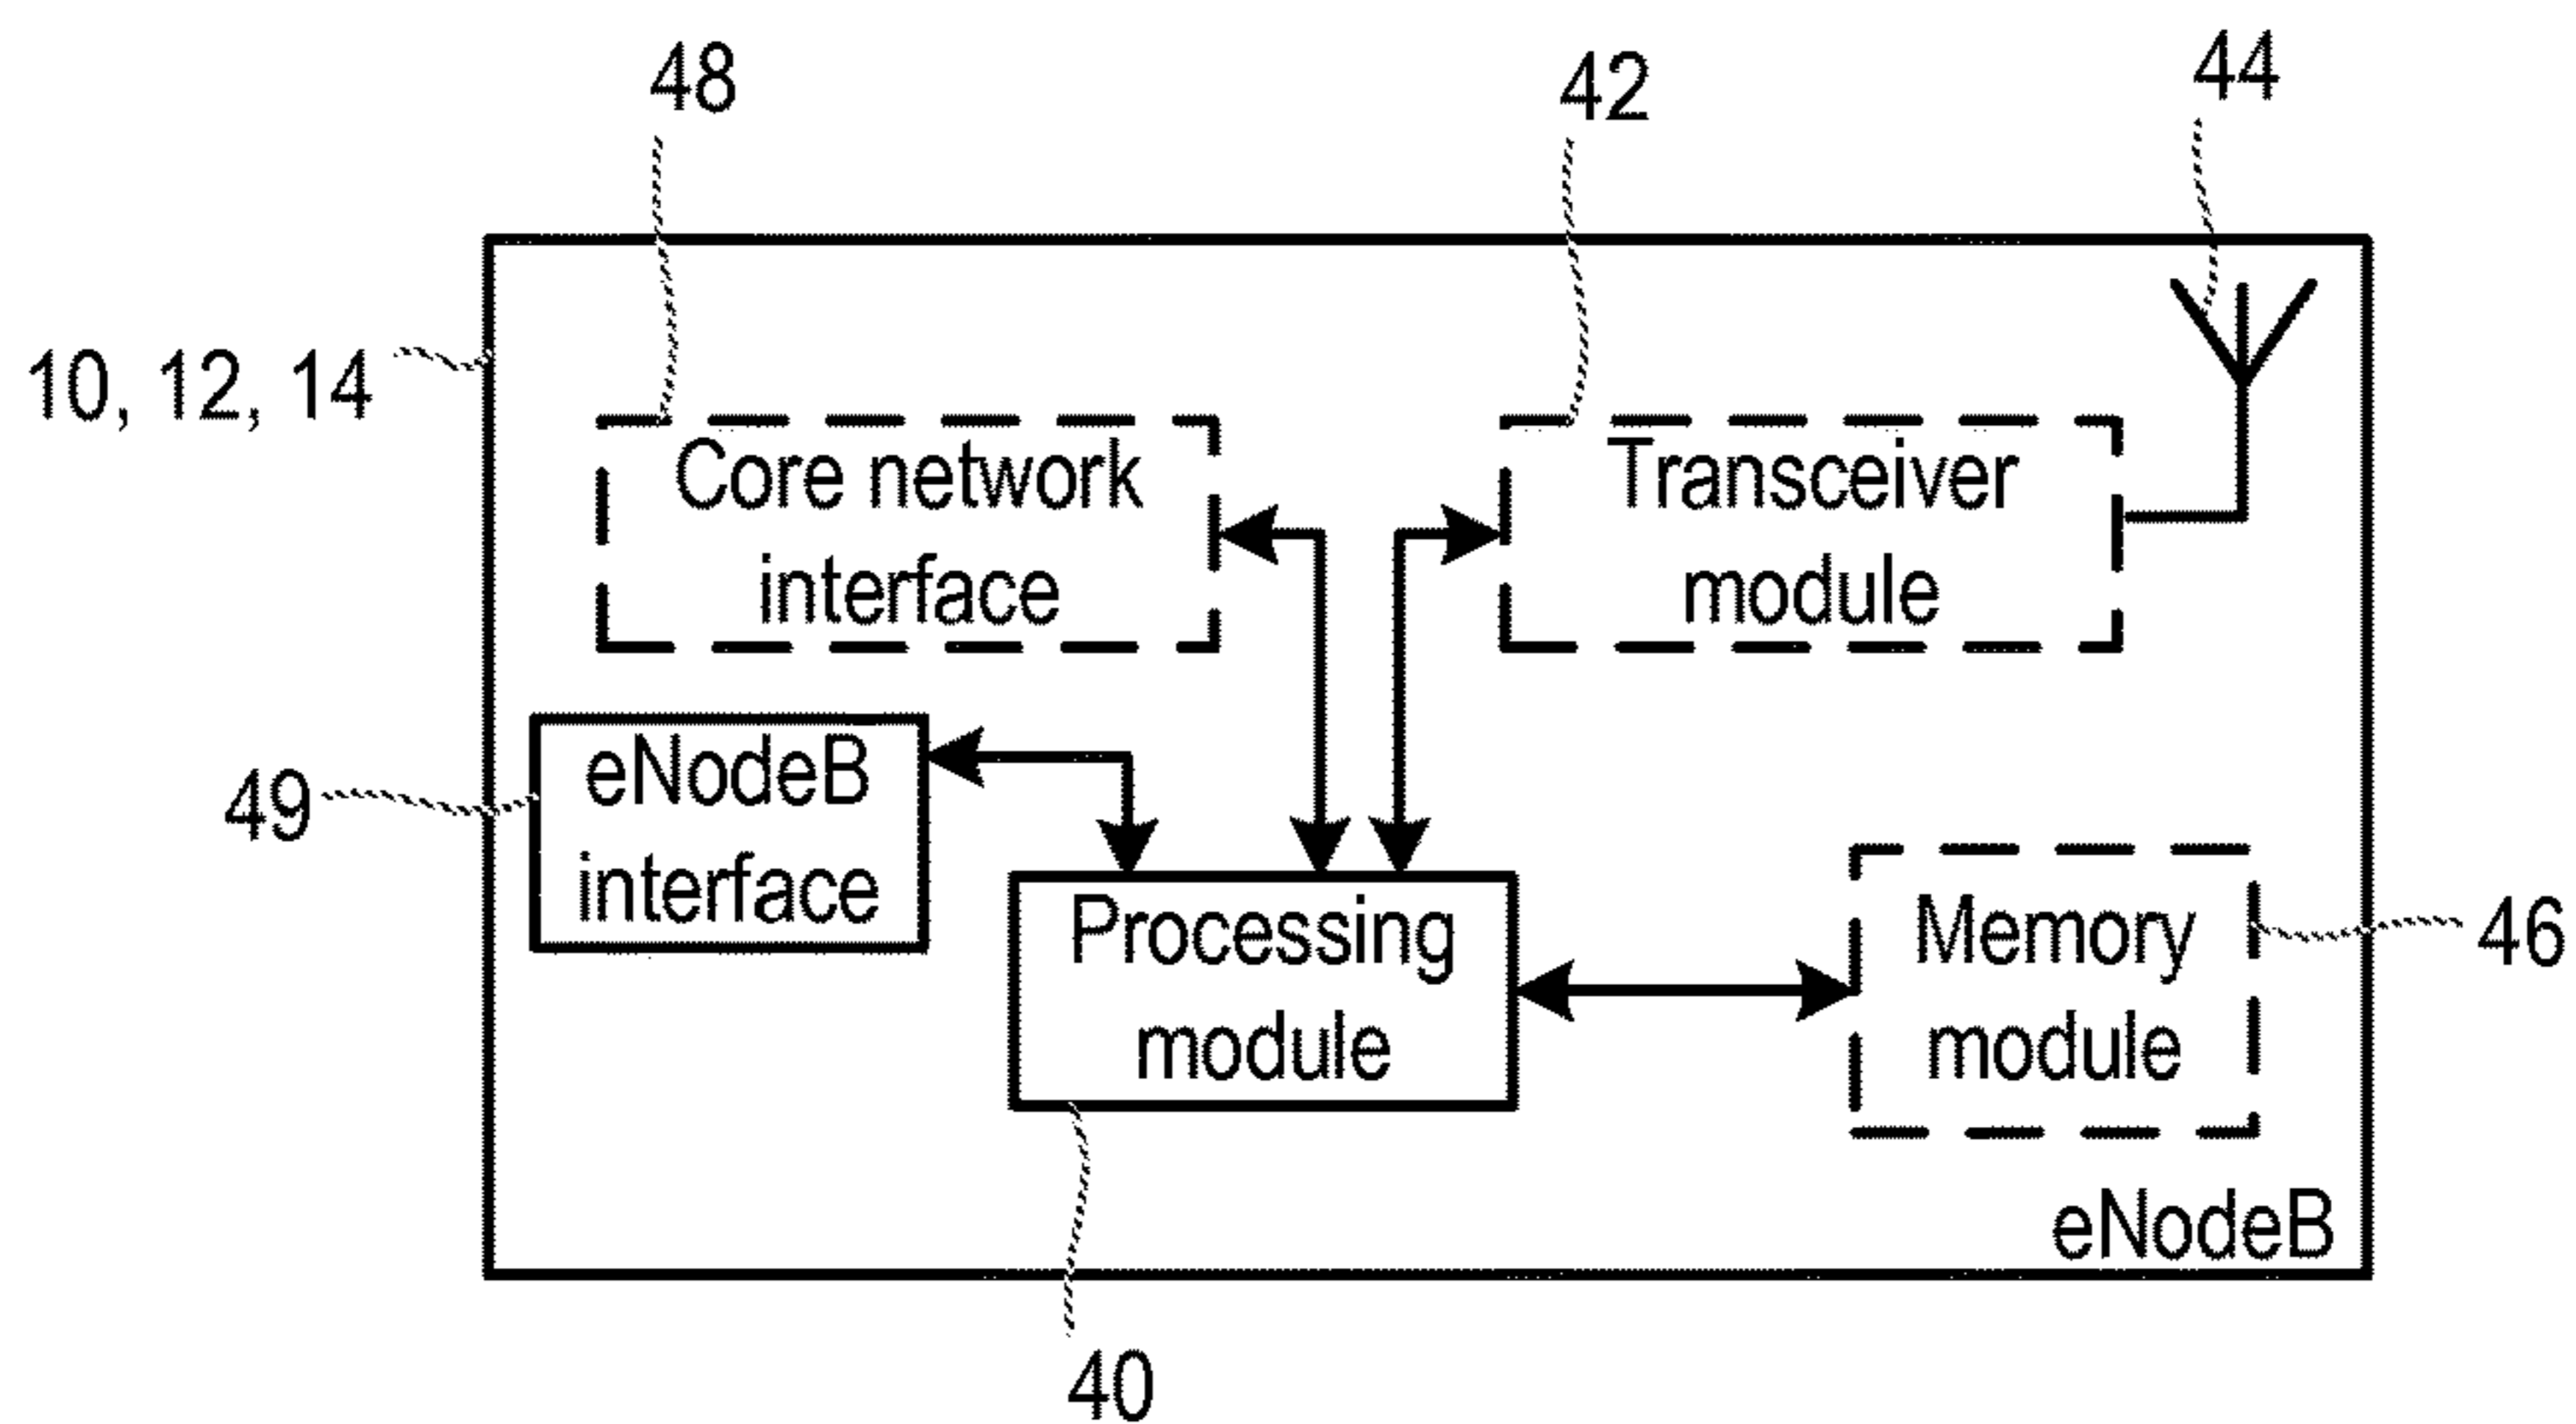 48
42
44
10, 12, 14
Core network
interface
Transceiver
module
eNodeB
interface
49
Processing
module
Memory
module
46
eNodeB
40